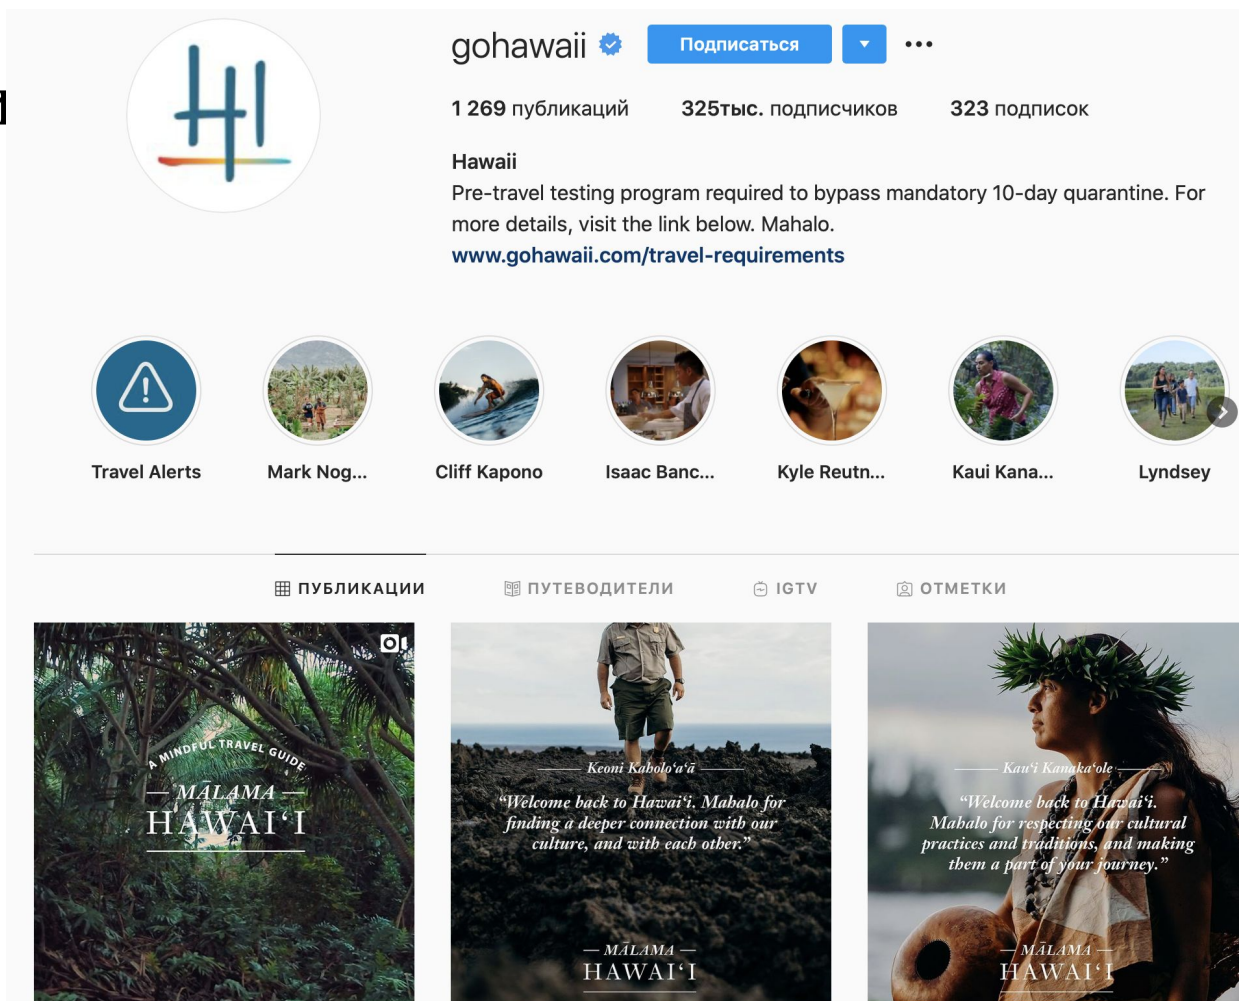 gohawaii
Подписаться
1 269 публикаций 325тыс. подписчиков 323 подписок
Hawaii
Pre-travel testing program required to bypass mandatory 10-day quarantine. For
more details, visit the link below. Mahalo.
www.gohawaii.com/travel-requirements
Travel Alerts Mark Nog... Cliff Kapono Isaac Banc... Kyle Reutn... Kaui Kana... Lyndsey
ПУБЛИКАЦИИ ПУТЕВОДИТЕЛИ IGTV ОТМЕТКИ
A MINDFUL TRAVEL GUIDE
MĀLAMA
HAWAIʻI
Keoni Kaholoʻaʻā
“Welcome back to Hawaiʻi. Mahalo for
finding a deeper connection with our
culture, and with each other.”
MĀLAMA
HAWAIʻI
Kauʻi Kanakaʻole
“Welcome back to Hawaiʻi.
Mahalo for respecting our cultural
practices and traditions, and making
them a part of your journey.”
MĀLAMA
HAWAIʻI